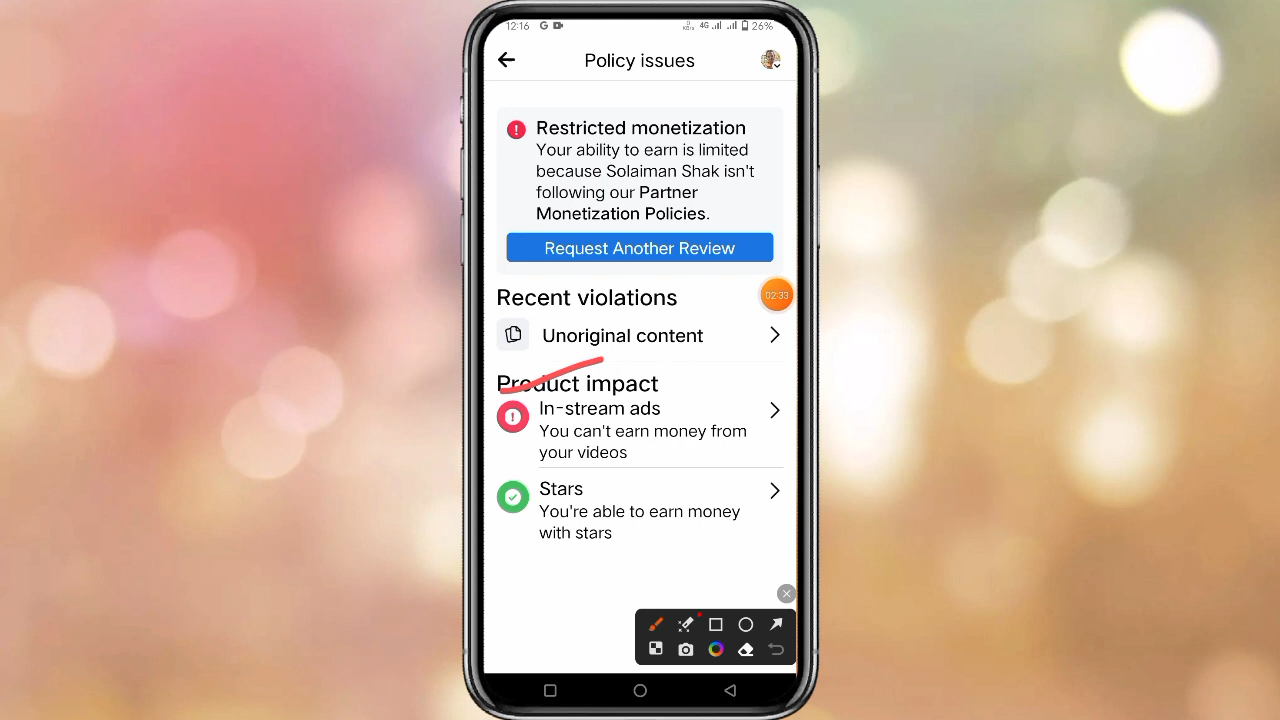 12:16 G 4G 26%
Policy issues
Restricted monetization
Your ability to earn is limited
because Solaiman Shak isn't
following our Partner
Monetization Policies.
Request Another Review
Recent violations
02:33
Unoriginal content
Product impact
In-stream ads
You can't earn money from
your videos
Stars
You're able to earn money
with stars